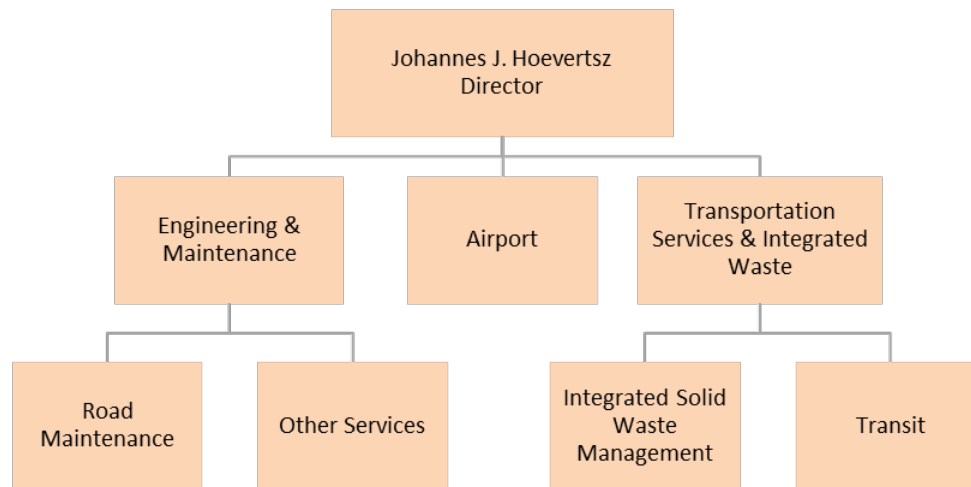 Johannes J. Hoevertsz
Director
Engineering &
Maintenance
Airport
Transportation
Services & Integrated
Waste
Road
Maintenance
Other Services
Integrated Solid
Waste
Management
Transit